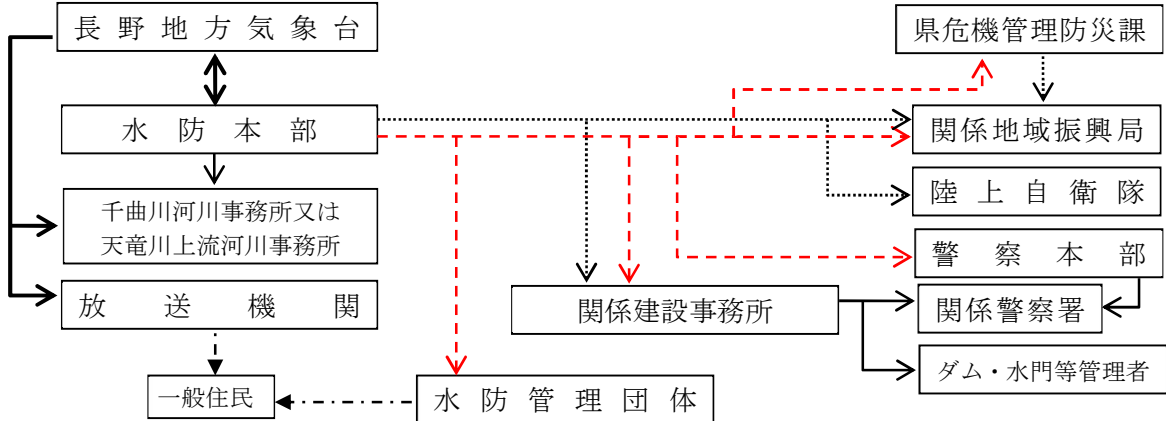 長野地方気象台
県危機管理防災課
水防本部
関係地域振興局
千曲川河川事務所又は
天竜川上流河川事務所
陸上自衛隊
警察本部
放送機関
関係建設事務所
関係警察署
ダム・水門等管理者
一般住民
水防管理団体